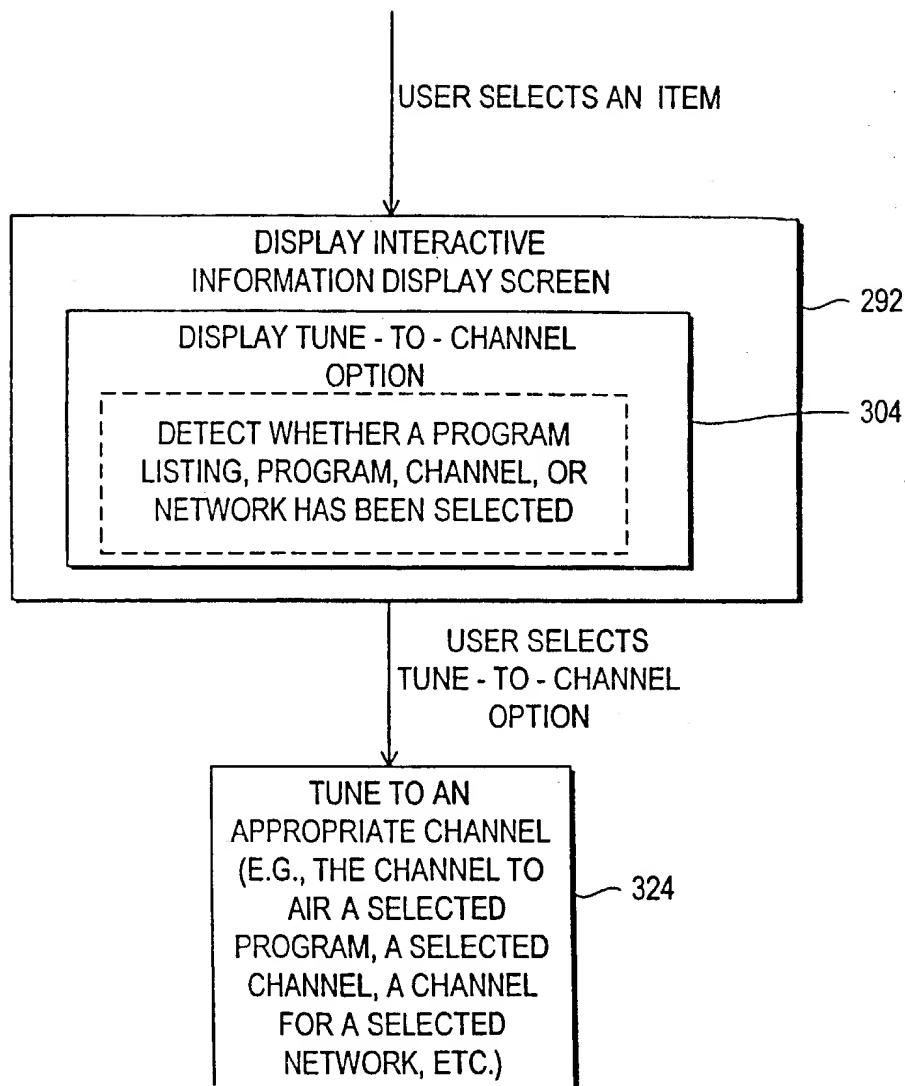 USER SELECTS AN ITEM
DISPLAY INTERACTIVE
INFORMATION DISPLAY SCREEN
292
DISPLAY TUNE - TO - CHANNEL
OPTION
304
DETECT WHETHER A PROGRAM
LISTING, PROGRAM, CHANNEL, OR
NETWORK HAS BEEN SELECTED
USER SELECTS
TUNE - TO - CHANNEL
OPTION
TUNE TO AN
APPROPRIATE CHANNEL
(E.G., THE CHANNEL TO
AIR A SELECTED
PROGRAM, A SELECTED
CHANNEL, A CHANNEL
FOR A SELECTED
NETWORK, ETC.)
324